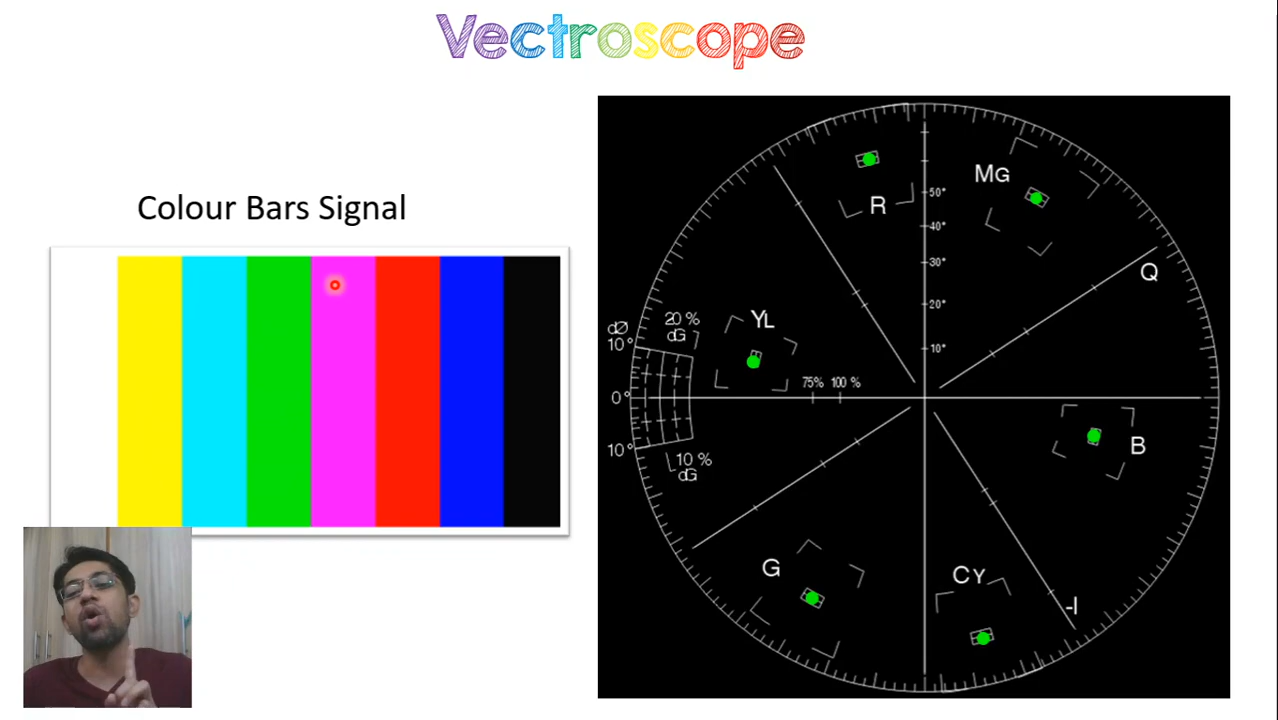 Vectroscope
Colour Bars Signal
R
MG
50°
40°
30°
20°
10°
Q
YL
20 %
dG
dØ
10°
0°
10°
75%
100 %
10 %
dG
B
G
CY
-I